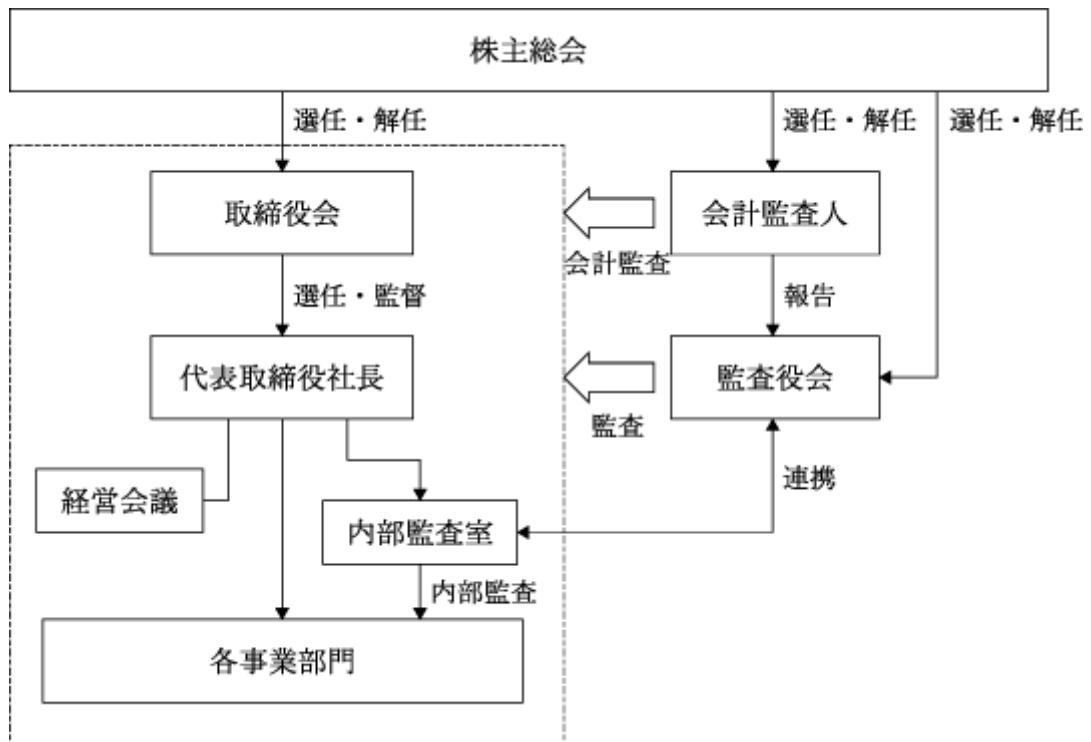 株主総会
選任・解任
選任・解任
選任・解任
取締役会
会計監査人
会計監査
選任・監督
報告
代表取締役社長
監査役会
監査
経営会議
連携
内部監査室
内部監査
各事業部門